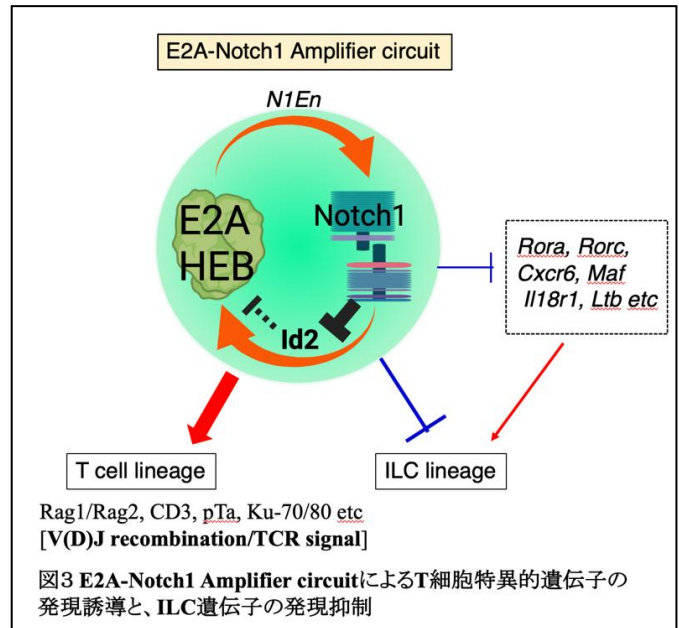 E2A-Notch1 Amplifier circuit
N1En
E2A
HEB
Notch1
Id2
Rora, Rorc,
Cxcr6, Maf
Il18r1, Ltb etc
T cell lineage
ILC lineage
Rag1/Rag2, CD3, pTa, Ku-70/80 etc
[V(D)J recombination/TCR signal]
図3 E2A-Notch1 Amplifier circuitによるT細胞特異的遺伝子の
発現誘導と、ILC遺伝子の発現抑制